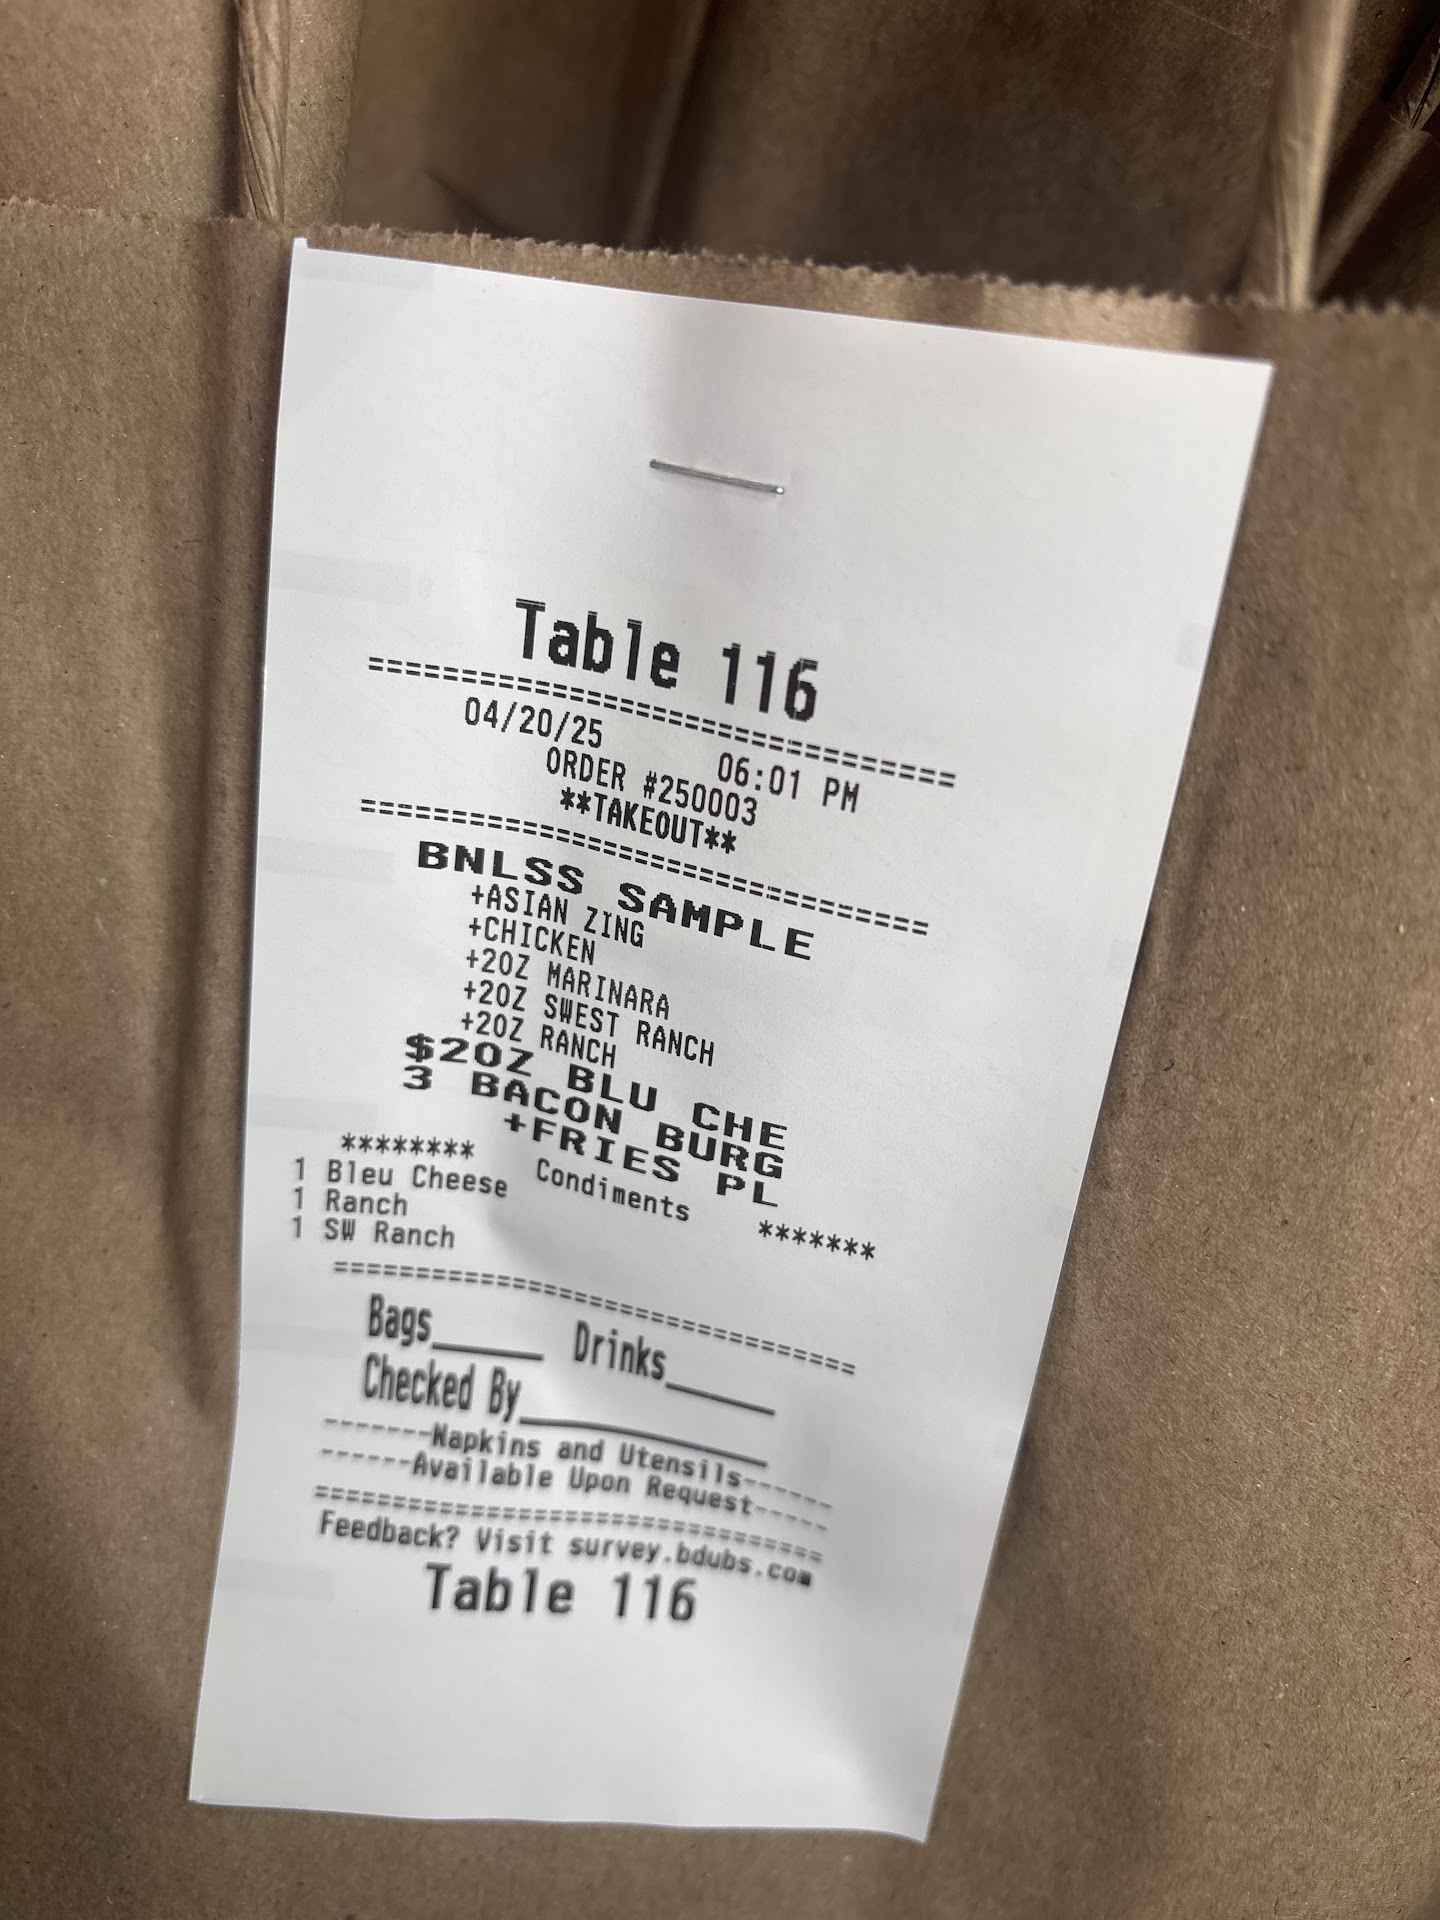 Table 116
==================================
04/20/25 06:01 PM
ORDER #250003
**TAKEOUT**
==================================
BNLSS SAMPLE
+ASIAN ZING
+CHICKEN
+2OZ MARINARA
+2OZ SWEST RANCH
+2OZ RANCH
$2OZ BLU CHE
3 BACON BURG
+FRIES PL
******** Condiments *******
1 Bleu Cheese
1 Ranch
1 SW Ranch
==================================
Bags_____ Drinks_____
Checked By___________
-------Napkins and Utensils------
------Available Upon Request-----
==================================
Feedback? Visit survey.bdubs.com
Table 116